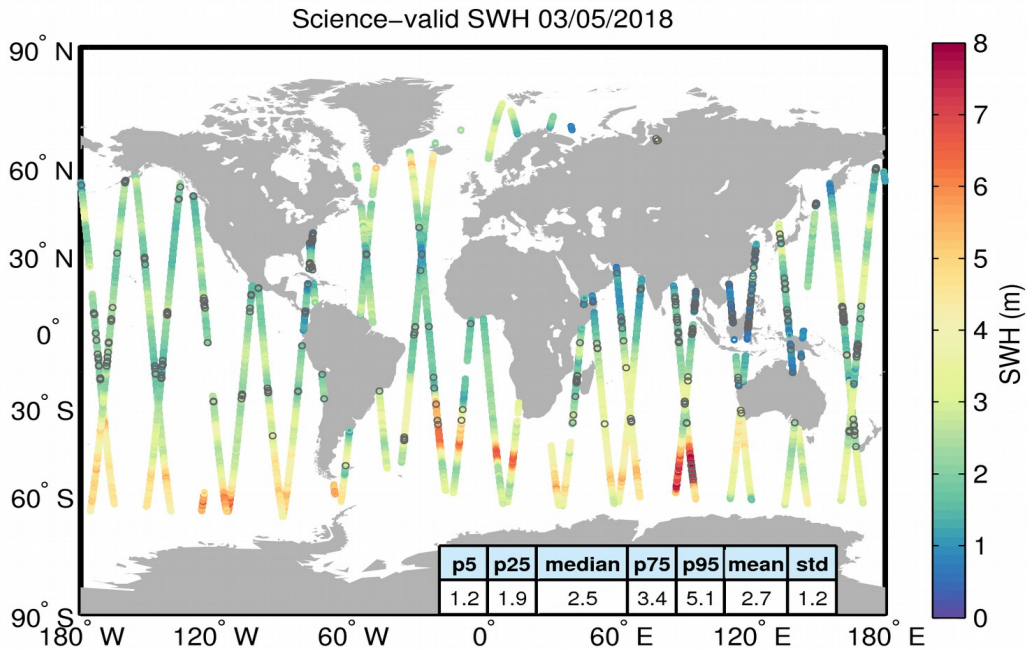 Science−valid SWH 03/05/2018
90° N
60° N
30° N
0°
30° S
60° S
90° S
180° W
120° W
60° W
0°
60° E
120° E
180° E
p5 p25 median p75 p95 mean std
1.2 1.9 2.5 3.4 5.1 2.7 1.2
8
7
6
5
4
3
2
1
0
SWH (m)